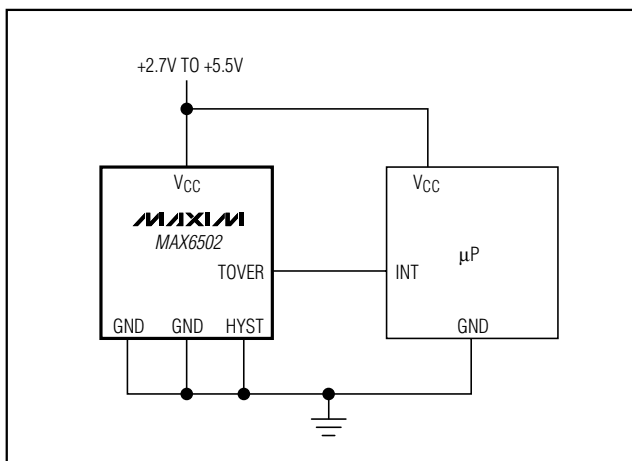 +2.7V TO +5.5V
VCC
MAXIM
MAX6502
TOVER
GND GND HYST
VCC
μP
INT
GND